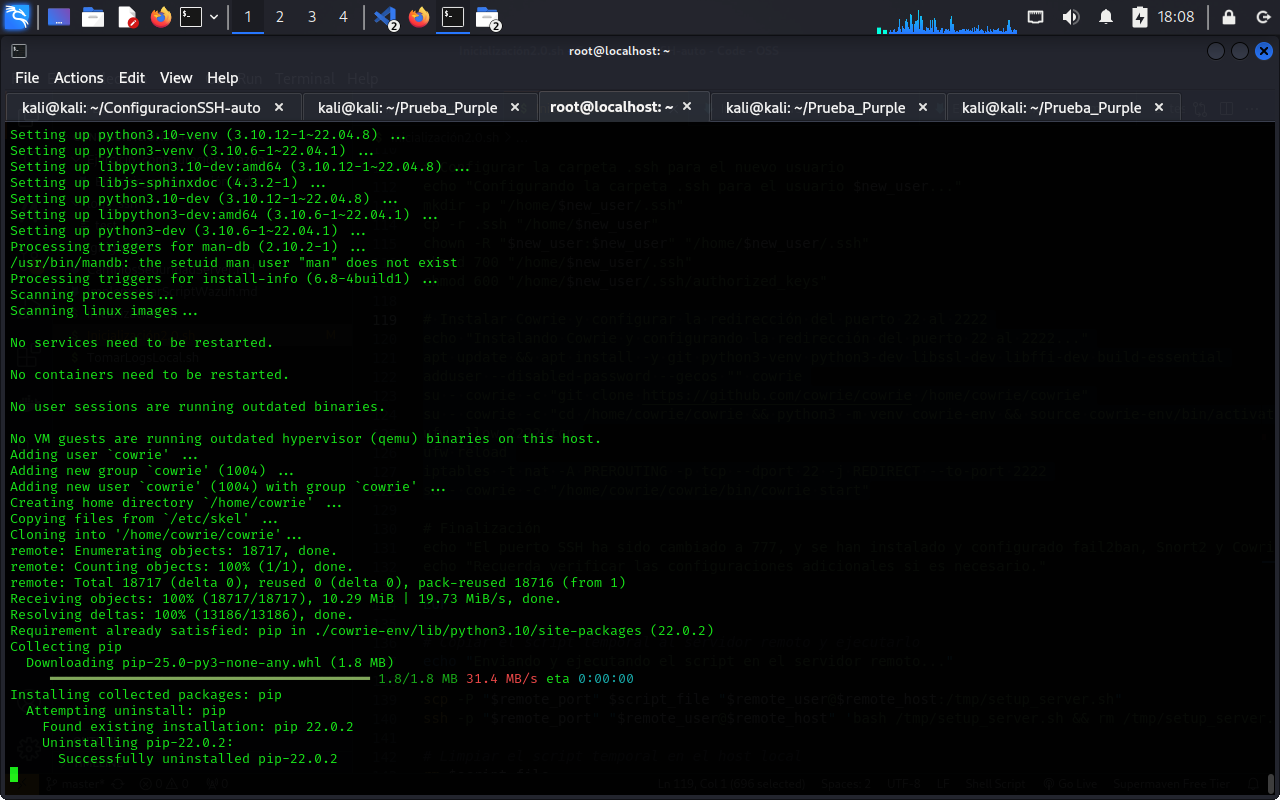 1 2 3 4 2 2 18:08
root@localhost: ~
File Actions Edit View Help
kali@kali: ~/ConfiguracionSSH-auto × kali@kali: ~/Prueba_Purple × root@localhost: ~ × kali@kali: ~/Prueba_Purple × kali@kali: ~/Prueba_Purple ×
Setting up python3.10-venv (3.10.12-1~22.04.8) ...
Setting up python3-venv (3.10.6-1~22.04.1) ...
Setting up libpython3.10-dev:amd64 (3.10.12-1~22.04.8) ...
Setting up libjs-sphinxdoc (4.3.2-1) ...
Setting up python3.10-dev (3.10.12-1~22.04.8) ...
Setting up libpython3-dev:amd64 (3.10.6-1~22.04.1) ...
Setting up python3-dev (3.10.6-1~22.04.1) ...
Processing triggers for man-db (2.10.2-1) ...
/usr/bin/mandb: the setuid man user "man" does not exist
Processing triggers for install-info (6.8-4build1) ...
Scanning processes...
Scanning linux images...
No services need to be restarted.
No containers need to be restarted.
No user sessions are running outdated binaries.
No VM guests are running outdated hypervisor (qemu) binaries on this host.
Adding user `cowrie' ...
Adding new group `cowrie' (1004) ...
Adding new user `cowrie' (1004) with group `cowrie' ...
Creating home directory `/home/cowrie' ...
Copying files from `/etc/skel' ...
Cloning into '/home/cowrie/cowrie'...
remote: Enumerating objects: 18717, done.
remote: Counting objects: 100% (1/1), done.
remote: Total 18717 (delta 0), reused 0 (delta 0), pack-reused 18716 (from 1)
Receiving objects: 100% (18717/18717), 10.29 MiB | 19.73 MiB/s, done.
Resolving deltas: 100% (13186/13186), done.
Requirement already satisfied: pip in ./cowrie-env/lib/python3.10/site-packages (22.0.2)
Collecting pip
Downloading pip-25.0-py3-none-any.whl (1.8 MB)
1.8/1.8 MB 31.4 MB/s eta 0:00:00
Installing collected packages: pip
Attempting uninstall: pip
Found existing installation: pip 22.0.2
Uninstalling pip-22.0.2:
Successfully uninstalled pip-22.0.2